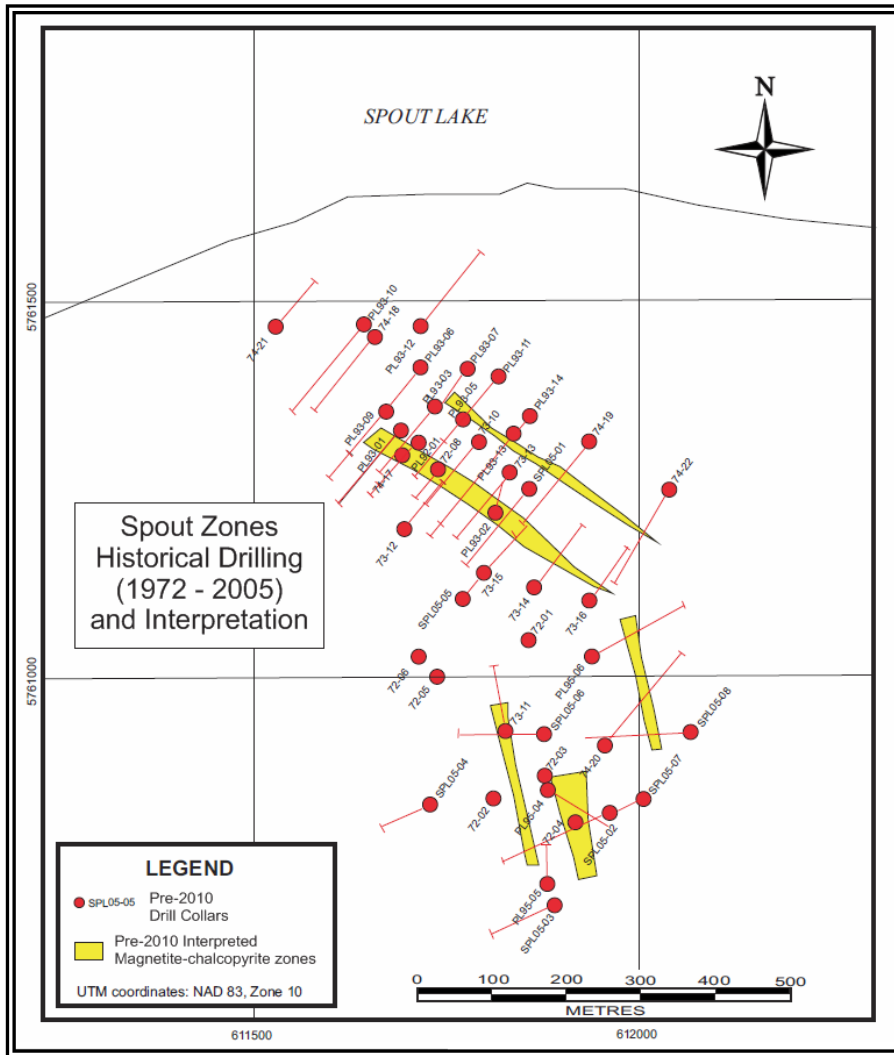 SPOUT LAKE
N
5761500
5761000
74-21
PL93-10
74-18
PL93-12
PL93-06
PL93-07
PL93-11
PL93-03
PL93-05
PL93-14
PL93-09
PL93-01
PL92-01
73-10
74-19
74-17
72-08
PL93-13
73-13
SPL05-01
74-22
73-12
PL93-02
73-15
SPL05-05
73-14
73-16
72-01
72-06
72-05
PL95-06
73-11
SPL05-06
SPL05-08
72-03
74-20
SPL05-07
SPL05-04
72-02
PL95-04
72-04
SPL05-02
PL95-05
SPL05-03
Spout Zones
Historical Drilling
(1972 - 2005)
and Interpretation
LEGEND
SPL05-05 Pre-2010
Drill Collars
Pre-2010 Interpreted
Magnetite-chalcopyrite zones
UTM coordinates: NAD 83, Zone 10
0 100 200 300 400 500
METRES
611500
612000